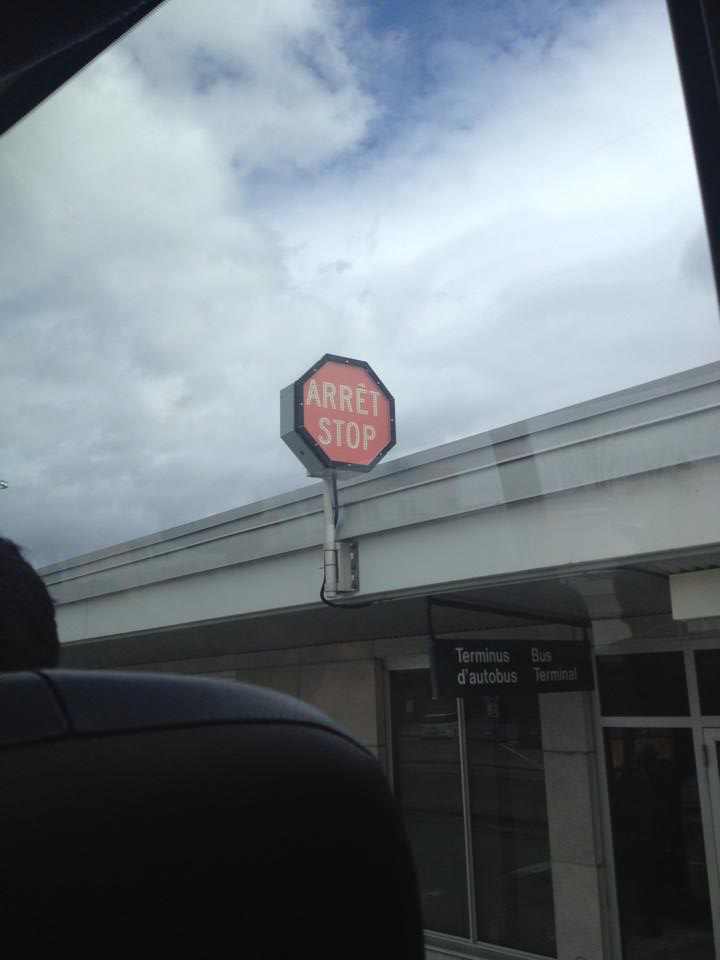 ARRÊT
STOP
Terminus
d'autobus
Bus
Terminal